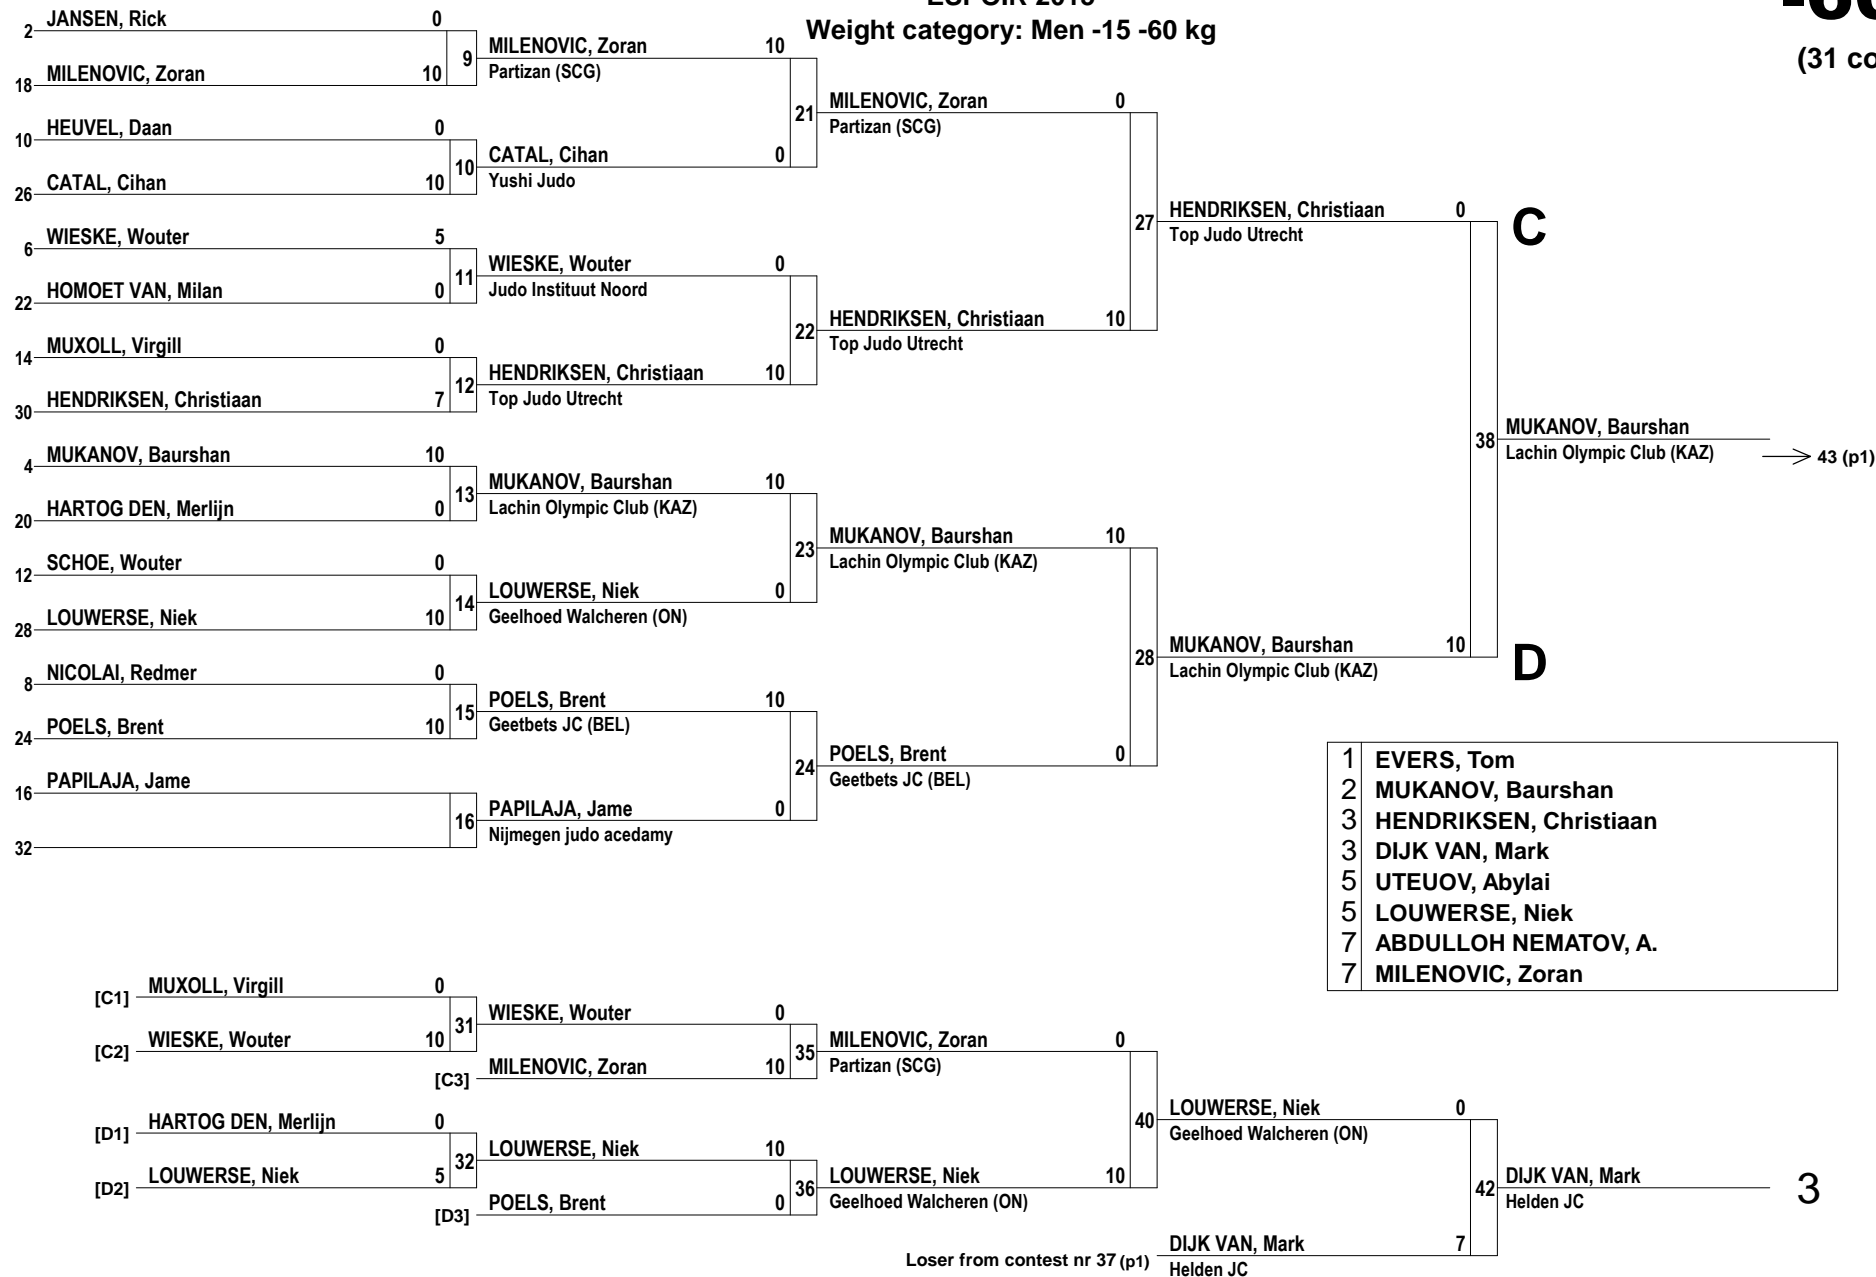 Weight category: Men -15 -60 kg
(31 co
2 JANSEN, Rick 0
18 MILENOVIC, Zoran 10
9
MILENOVIC, Zoran 10
Partizan (SCG)
10 HEUVEL, Daan 0
26 CATAL, Cihan 10
10
CATAL, Cihan 0
Yushi Judo
21
MILENOVIC, Zoran 0
Partizan (SCG)
6 WIESKE, Wouter 5
22 HOMOET VAN, Milan 0
11
WIESKE, Wouter 0
Judo Instituut Noord
14 MUXOLL, Virgill 0
30 HENDRIKSEN, Christiaan 7
12
HENDRIKSEN, Christiaan 10
Top Judo Utrecht
22
HENDRIKSEN, Christiaan 10
Top Judo Utrecht
27
HENDRIKSEN, Christiaan 0
Top Judo Utrecht
C
4 MUKANOV, Baurshan 10
20 HARTOG DEN, Merlijn 0
13
MUKANOV, Baurshan 10
Lachin Olympic Club (KAZ)
12 SCHOE, Wouter 0
28 LOUWERSE, Niek 10
14
LOUWERSE, Niek 0
Geelhoed Walcheren (ON)
23
MUKANOV, Baurshan 10
Lachin Olympic Club (KAZ)
8 NICOLAI, Redmer 0
24 POELS, Brent 10
15
POELS, Brent 10
Geetbets JC (BEL)
16 PAPILAJA, Jame
32
16
PAPILAJA, Jame 0
Nijmegen judo acedamy
24
POELS, Brent 0
Geetbets JC (BEL)
28
MUKANOV, Baurshan 10
Lachin Olympic Club (KAZ)
D
38
MUKANOV, Baurshan
Lachin Olympic Club (KAZ)
43 (p1)
1 EVERS, Tom
2 MUKANOV, Baurshan
3 HENDRIKSEN, Christiaan
3 DIJK VAN, Mark
5 UTEUOV, Abylai
5 LOUWERSE, Niek
7 ABDULLOH NEMATOV, A.
7 MILENOVIC, Zoran
[C1] MUXOLL, Virgill 0
[C2] WIESKE, Wouter 10
31
WIESKE, Wouter 0
[C3] MILENOVIC, Zoran 10
35
MILENOVIC, Zoran 0
Partizan (SCG)
[D1] HARTOG DEN, Merlijn 0
[D2] LOUWERSE, Niek 5
32
LOUWERSE, Niek 10
[D3] POELS, Brent 0
36
LOUWERSE, Niek 10
Geelhoed Walcheren (ON)
40
LOUWERSE, Niek 0
Geelhoed Walcheren (ON)
Loser from contest nr 37 (p1)
DIJK VAN, Mark 7
Helden JC
42
DIJK VAN, Mark
Helden JC
3